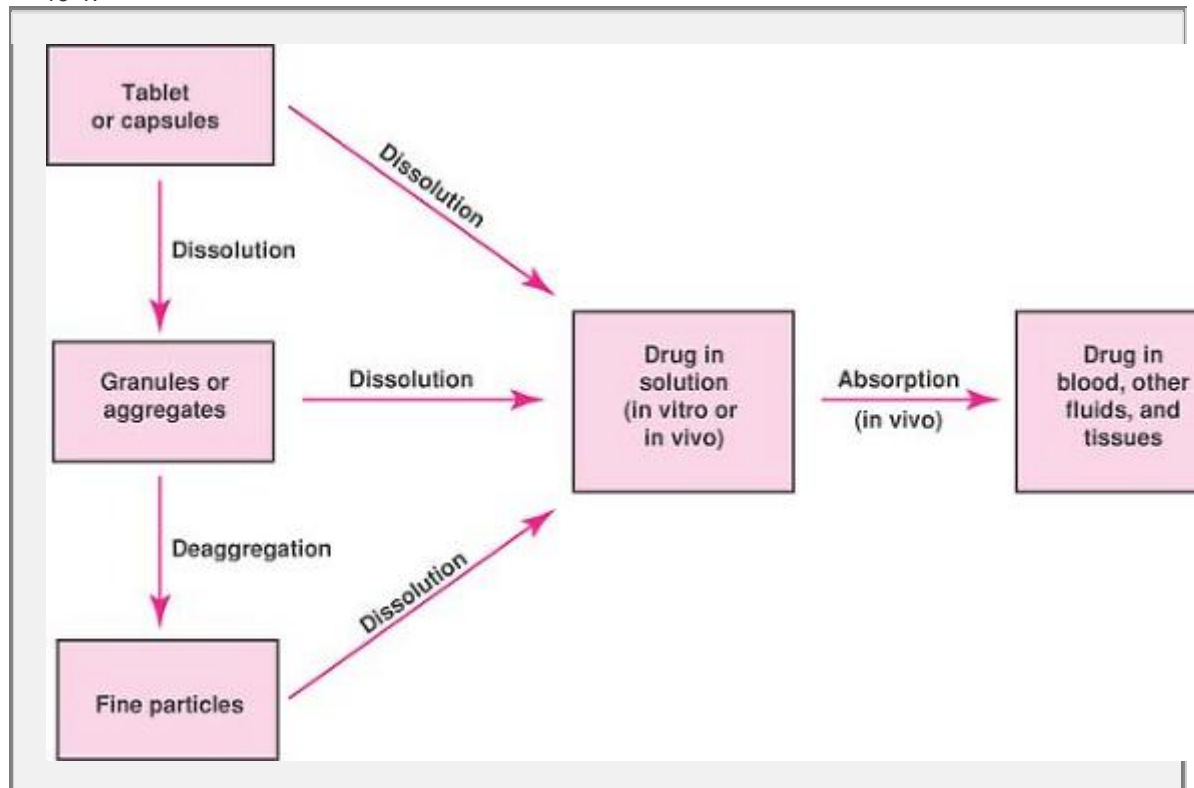 Tablet
or capsules
Dissolution
Dissolution
Granules or
aggregates
Dissolution
Drug in
solution
(in vitro or
in vivo)
Absorption
(in vivo)
Drug in
blood, other
fluids, and
tissues
Deaggregation
Dissolution
Fine particles